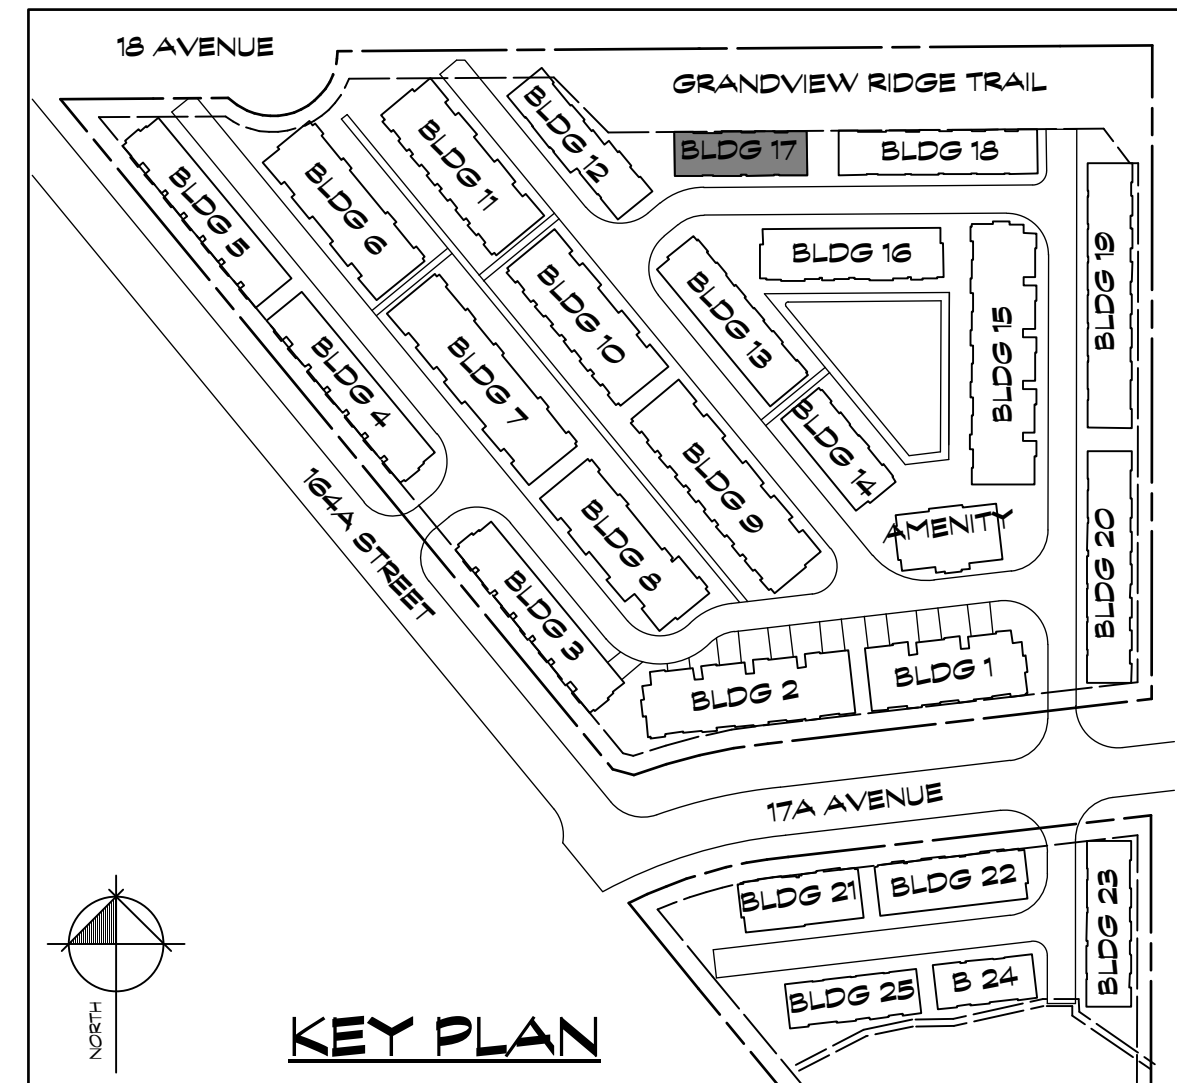 18 AVENUE
GRANDVIEW RIDGE TRAIL
BLDG 12
BLDG 11
BLDG 17
BLDG 18
BLDG 5
BLDG 6
BLDG 16
BLDG 19
BLDG 10
BLDG 13
BLDG 15
BLDG 4
BLDG 7
BLDG 14
BLDG 9
164A STREET
BLDG 8
AMENITY
BLDG 20
BLDG 3
BLDG 2
BLDG 1
17A AVENUE
BLDG 21
BLDG 22
BLDG 23
BLDG 25
B 24
NORTH
KEY PLAN